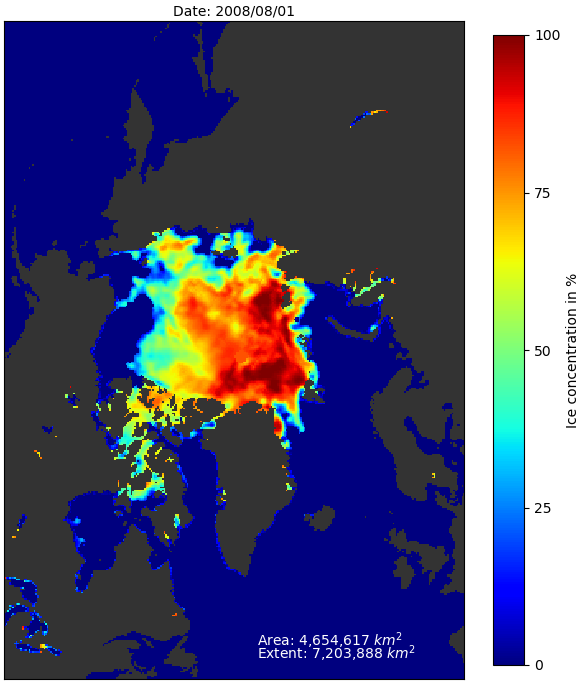 Date: 2008/08/01
100
75
50
25
0
Ice concentration in %
Area: 4,654,617 km²
Extent: 7,203,888 km²